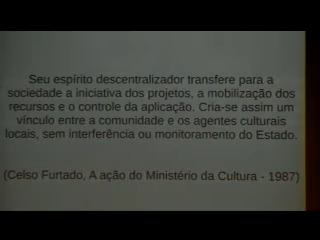 Seu espírito descentralizador transfere para a
sociedade a iniciativa dos projetos, a mobilização dos
recursos e o controle da aplicação. Cria-se assim um
vínculo entre a comunidade e os agentes culturais
locais, sem interferência ou monitoramento do Estado.
(Celso Furtado, A ação do Ministério da Cultura - 1987)